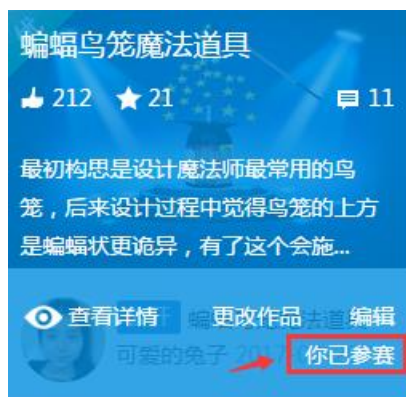 蝙蝠鸟笼魔法道具
212 21 11
最初构思是设计魔法师最常用的鸟
笼，后来设计过程中觉得鸟笼的上方
是蝙蝠状更诡异，有了这个会施...
查看详情 更改作品 编辑
可爱的兔子 2017
你已参赛